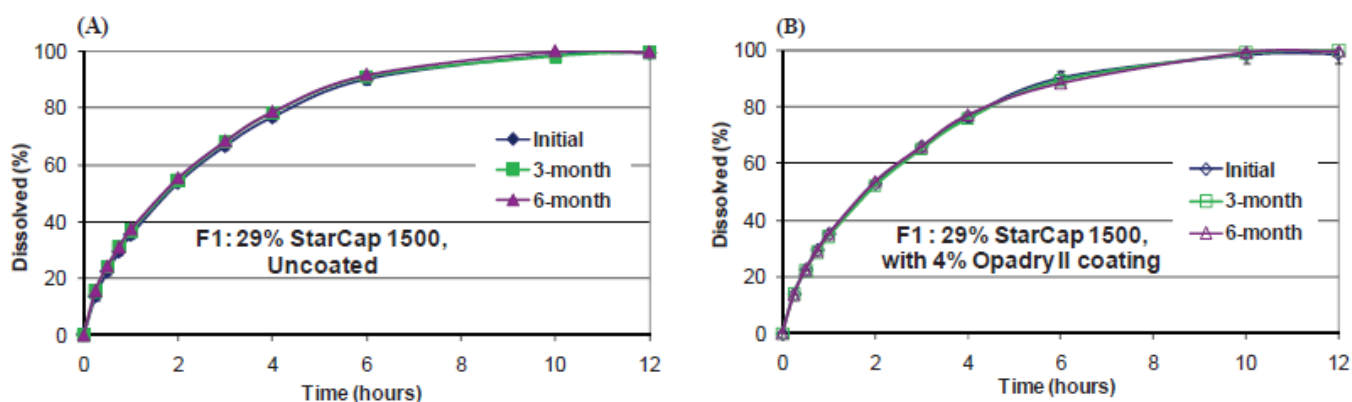 (A)
100
80
60
40
20
0
Dissolved (%)
Initial
3-month
6-month
F1: 29% StarCap 1500,
Uncoated
0 2 4 6 8 10 12
Time (hours)
(B)
100
80
60
40
20
0
Dissolved (%)
Initial
3-month
6-month
F1 : 29% StarCap 1500,
with 4% Opadry II coating
0 2 4 6 8 10 12
Time (hours)